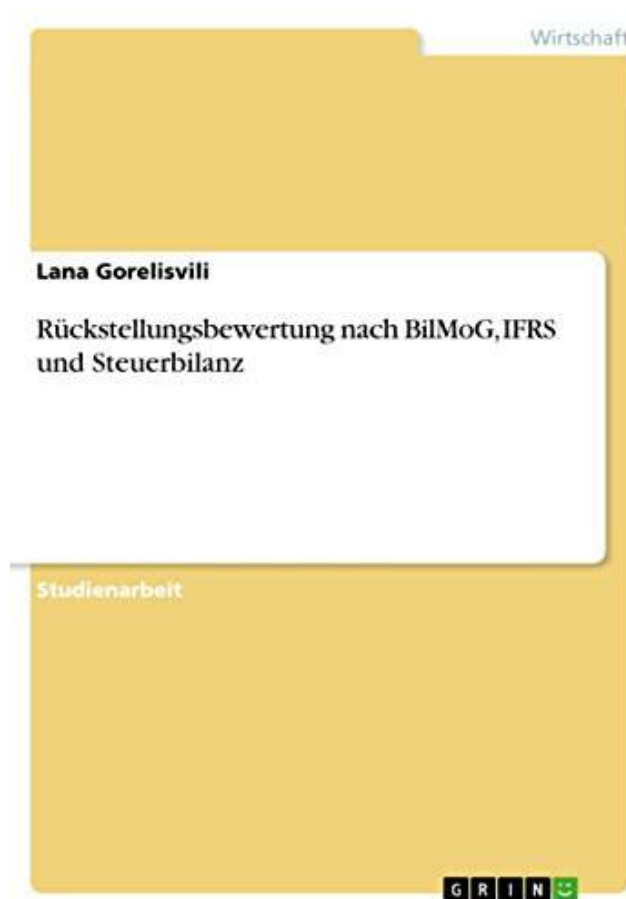 Wirtschaft
Lana Gorelisvili
Rückstellungsbewertung nach BilMoG, IFRS
und Steuerbilanz
Studienarbeit
GRIN